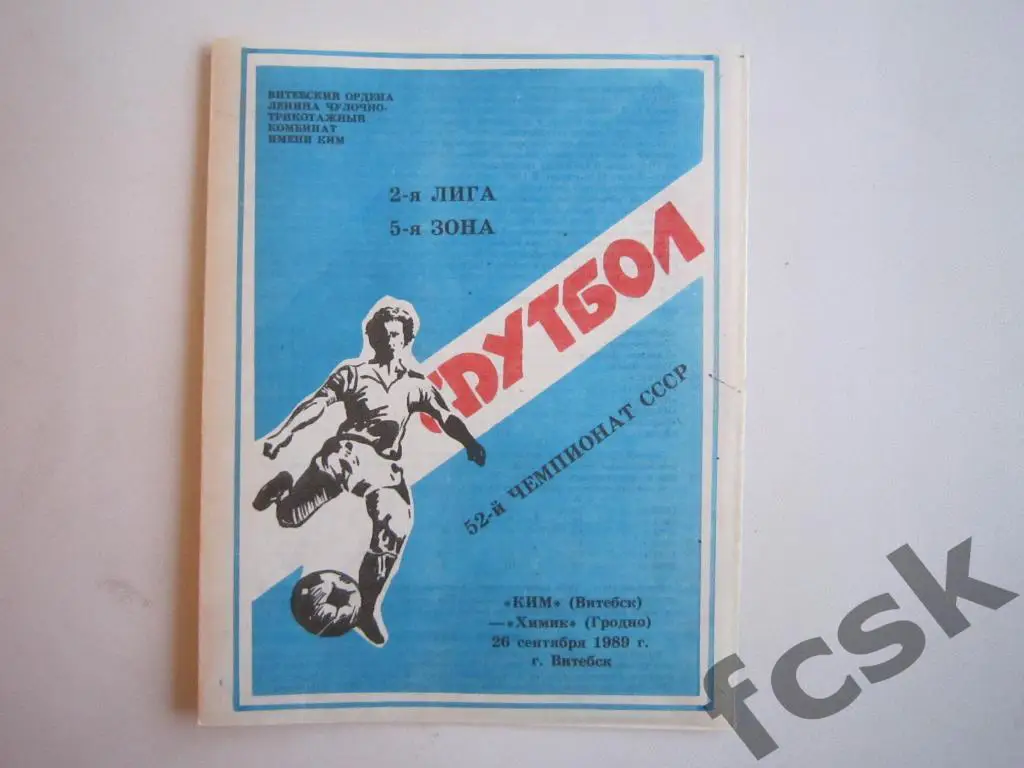 ВИТЕБСКИЙ ОРДЕНА
ЛЕНИНА ЧУЛОЧНО-
ТРИКОТАЖНЫЙ
КОМБИНАТ
ИМЕНИ КИМ
2-я ЛИГА
5-я ЗОНА
ФУТБОЛ
52-й ЧЕМПИОНАТ СССР
«КИМ» (Витебск)
—«Химик» (Гродно)
26 сентября 1989 г.
г. Витебск
fcsk